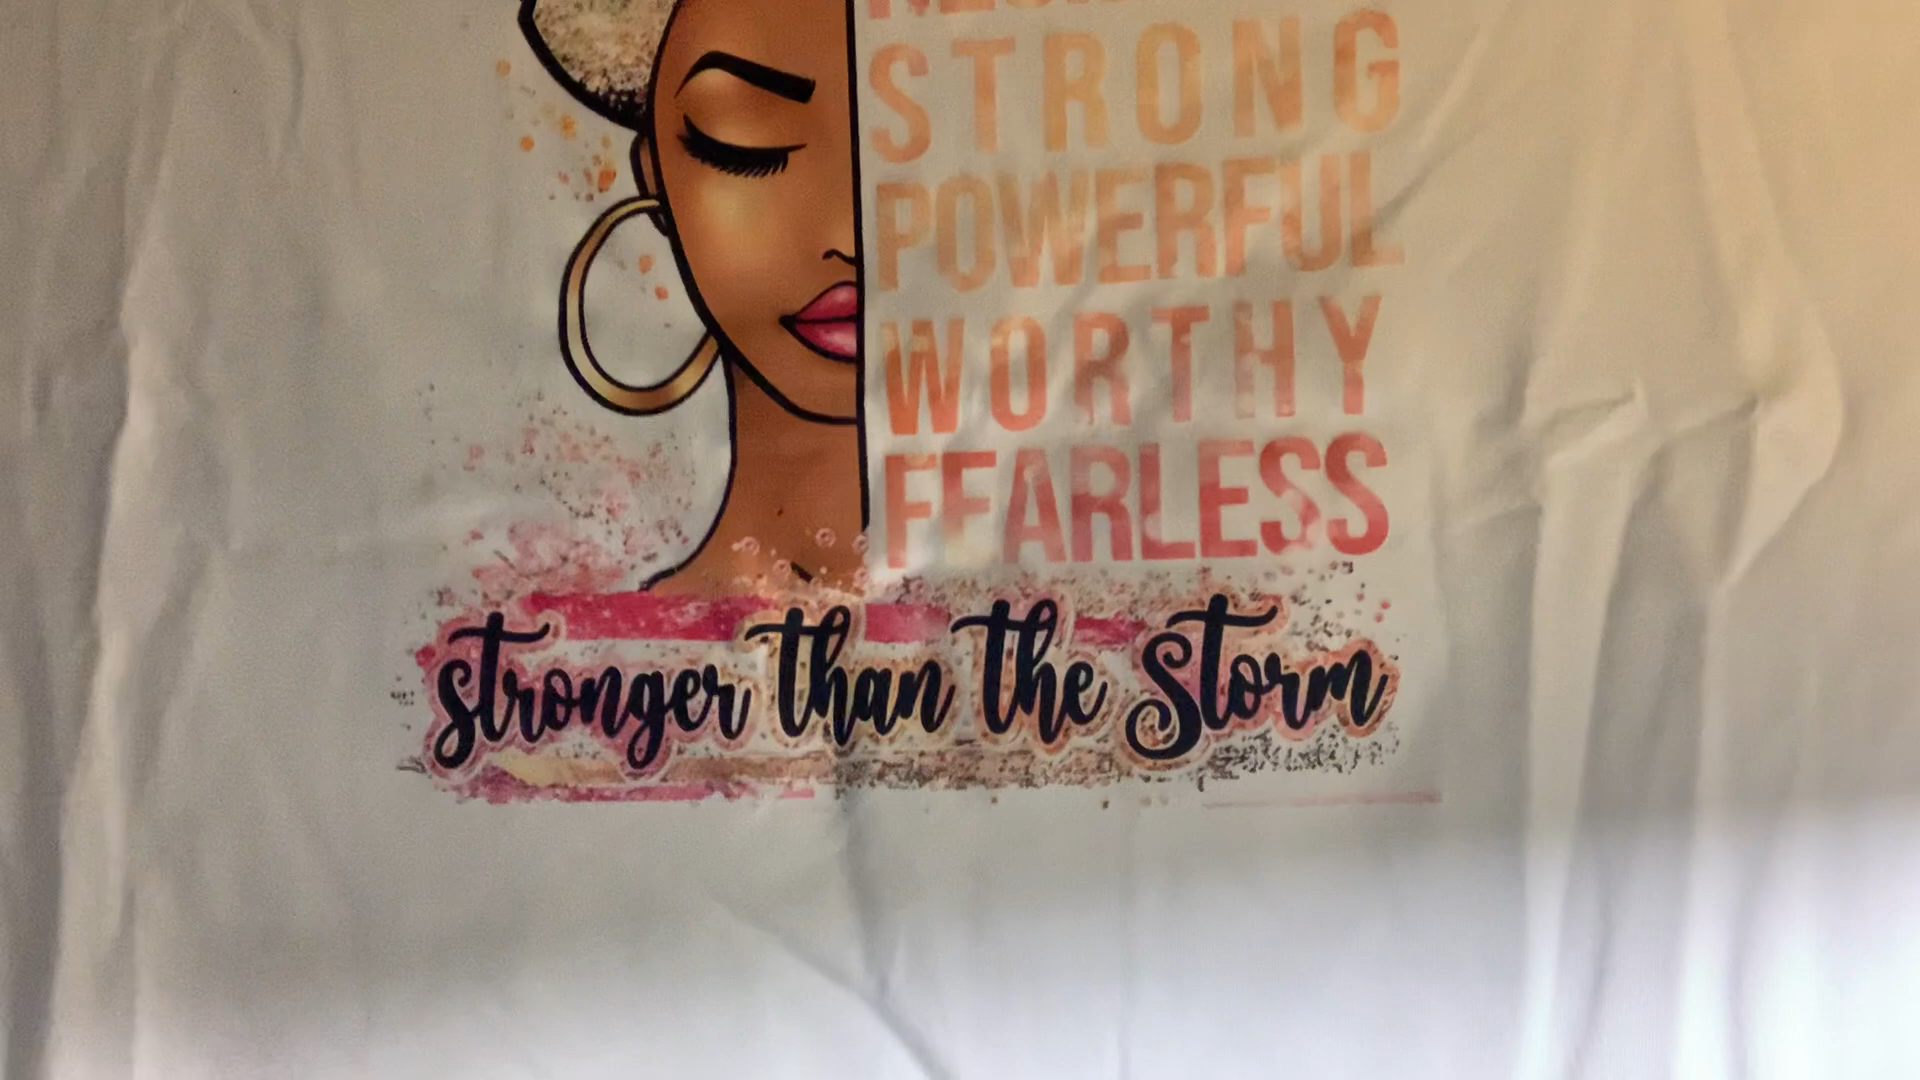 STRONG
POWERFUL
WORTHY
FEARLESS
stronger than the Storm